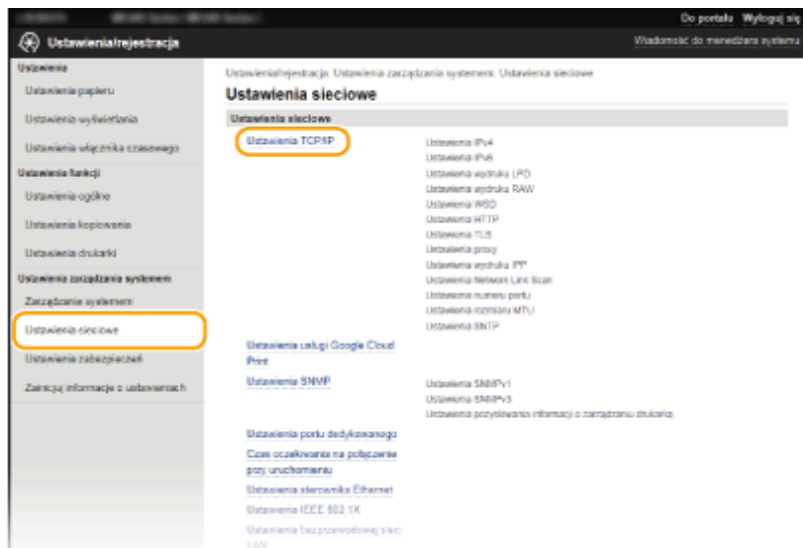 Do portalu Wyloguj się
Ustawienia/rejestracja
Wiadomość do menedżera systemu
Ustawienia
Ustawienia papieru
Ustawienia wyświetlania
Ustawienia włącznika czasowego
Ustawienia funkcji
Ustawienia ogólne
Ustawienia kopiowania
Ustawienia drukarki
Ustawienia zarządzania systemem
Zarządzanie systemem
Ustawienia sieciowe
Ustawienia zabezpieczeń
Zainicjuj informacje o ustawieniach
Ustawienia/rejestracja: Ustawienia zarządzania systemem: Ustawienia sieciowe
Ustawienia sieciowe
Ustawienia sieciowe
Ustawienia TCP/IP
Ustawienia IPv4
Ustawienia IPv6
Ustawienia wydruku LPD
Ustawienia wydruku RAW
Ustawienia WSD
Ustawienia HTTP
Ustawienia TLS
Ustawienia proxy
Ustawienia wydruku IPP
Ustawienia Network Link Scan
Ustawienia numeru portu
Ustawienia rozmiaru MTU
Ustawienia SNTP
Ustawienia usługi Google Cloud
Print
Ustawienia SNMP
Ustawienia SNMPv1
Ustawienia SNMPv3
Ustawienia pozyskiwania informacji o zarządzaniu drukarką
Ustawienia portu dedykowanego
Czas oczekiwania na połączenie
przy uruchomieniu
Ustawienia sterownika Ethernet
Ustawienia IEEE 802.1X
Ustawienia bezprzewodowej sieci
LAN